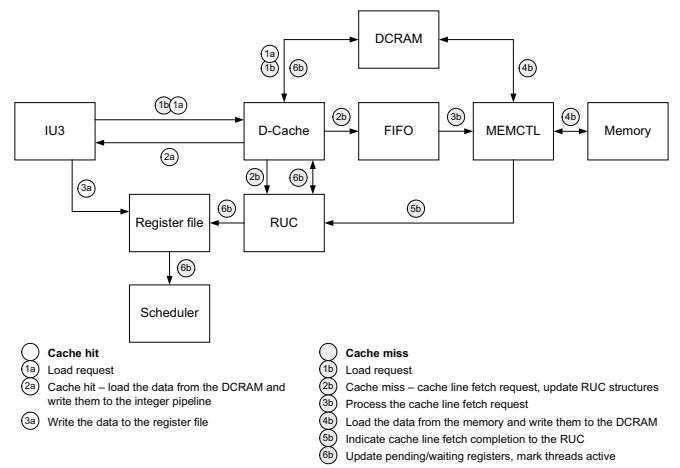 DCRAM
1a
1b
6b
4b
1b
1a
2b
3b
4b
IU3
D-Cache
FIFO
MEMCTL
Memory
2a
2b
6b
3a
6b
5b
Register file
RUC
6b
Scheduler
Cache hit
1a Load request
2a Cache hit – load the data from the DCRAM and
write them to the integer pipeline
3a Write the data to the register file
Cache miss
1b Load request
2b Cache miss – cache line fetch request, update RUC structures
3b Process the cache line fetch request
4b Load the data from the memory and write them to the DCRAM
5b Indicate cache line fetch completion to the RUC
6b Update pending/waiting registers, mark threads active